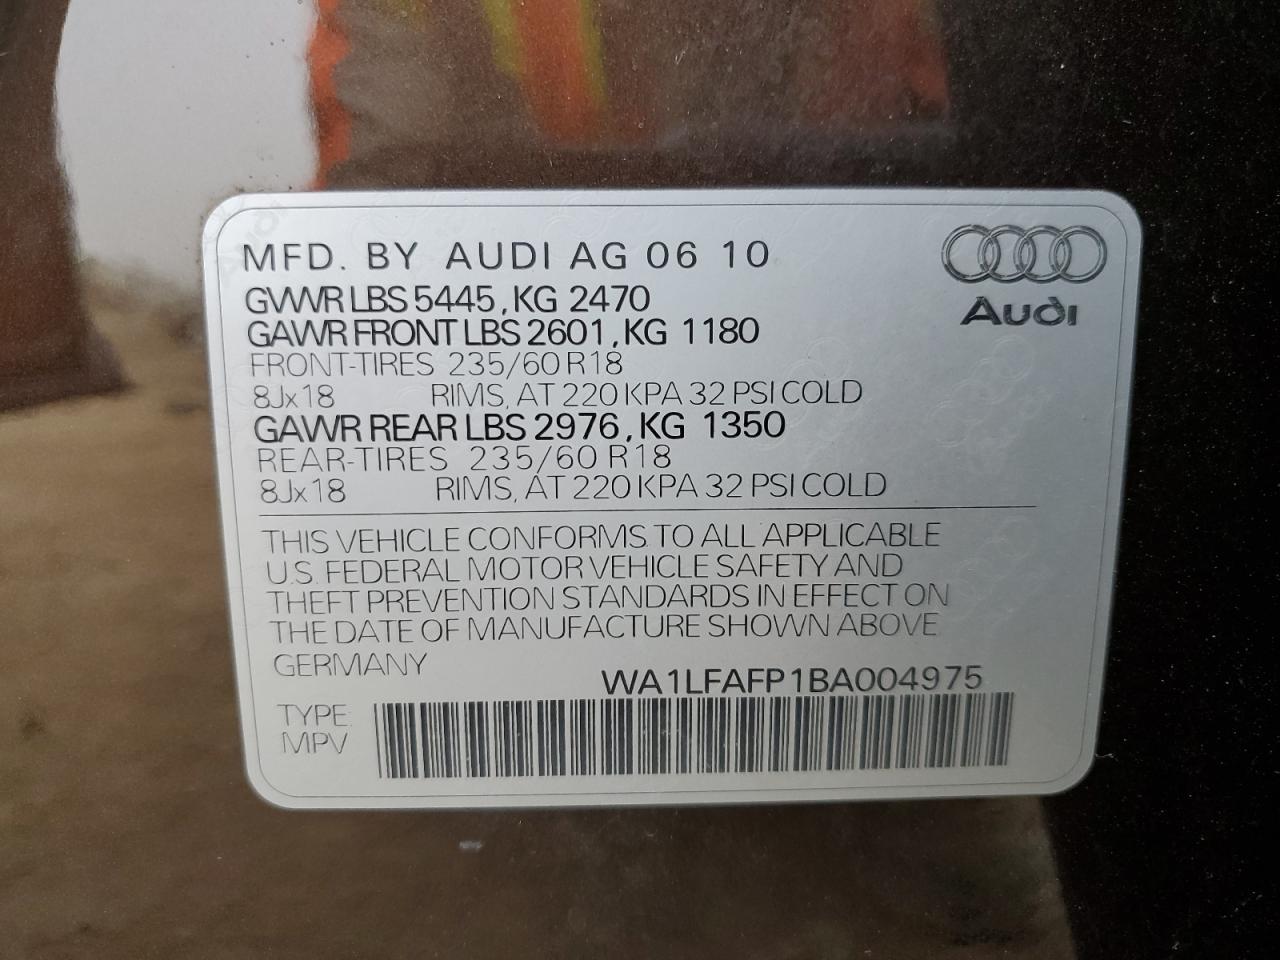 MFD. BY AUDI AG 06 10
GVWR LBS 5445, KG 2470
GAWR FRONT LBS 2601, KG 1180
FRONT-TIRES 235/60 R18
8Jx18 RIMS, AT 220 KPA 32 PSI COLD
GAWR REAR LBS 2976, KG 1350
REAR-TIRES 235/60 R18
8Jx18 RIMS, AT 220 KPA 32 PSI COLD
Audi
THIS VEHICLE CONFORMS TO ALL APPLICABLE
U.S. FEDERAL MOTOR VEHICLE SAFETY AND
THEFT PREVENTION STANDARDS IN EFFECT ON
THE DATE OF MANUFACTURE SHOWN ABOVE
GERMANY
WA1LFAFP1BA004975
TYPE:
MPV